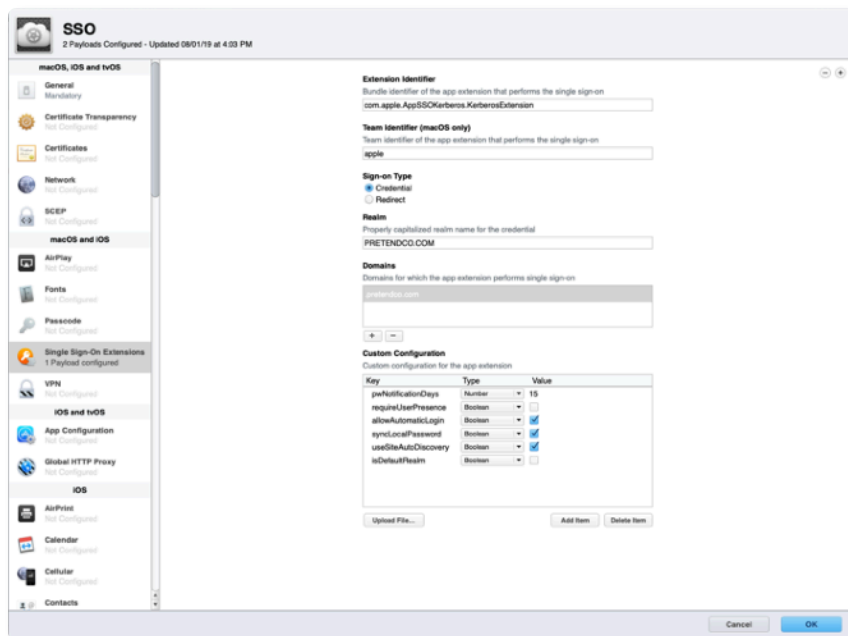 SSO
2 Payloads Configured - Updated 08/01/19 at 4:03 PM
macOS, iOS and tvOS
General
Mandatory
Certificate Transparency
Not Configured
Certificates
Not Configured
Network
Not Configured
SCEP
Not Configured
macOS and iOS
AirPlay
Not Configured
Fonts
Not Configured
Passcode
Not Configured
Single Sign-On Extensions
1 Payload configured
VPN
Not Configured
iOS and tvOS
App Configuration
Not Configured
Global HTTP Proxy
Not Configured
iOS
AirPrint
Not Configured
Calendar
Not Configured
Cellular
Not Configured
Contacts
Extension Identifier
Bundle identifier of the app extension that performs the single sign-on
com.apple.AppSSOKerberos.KerberosExtension
Team Identifier (macOS only)
Team identifier of the app extension that performs the single sign-on
apple
Sign-on Type
Credential
Redirect
Realm
Properly capitalized realm name for the credential
PRETENDCO.COM
Domains
Domains for which the app extension performs single sign-on
pretendco.com
+ −
Custom Configuration
Custom configuration for the app extension
Key Type Value
pwNotificationDays Number 15
requireUserPresence Boolean
allowAutomaticLogin Boolean
syncLocalPassword Boolean
useSiteAutoDiscovery Boolean
isDefaultRealm Boolean
Upload File... Add Item Delete Item
Cancel OK